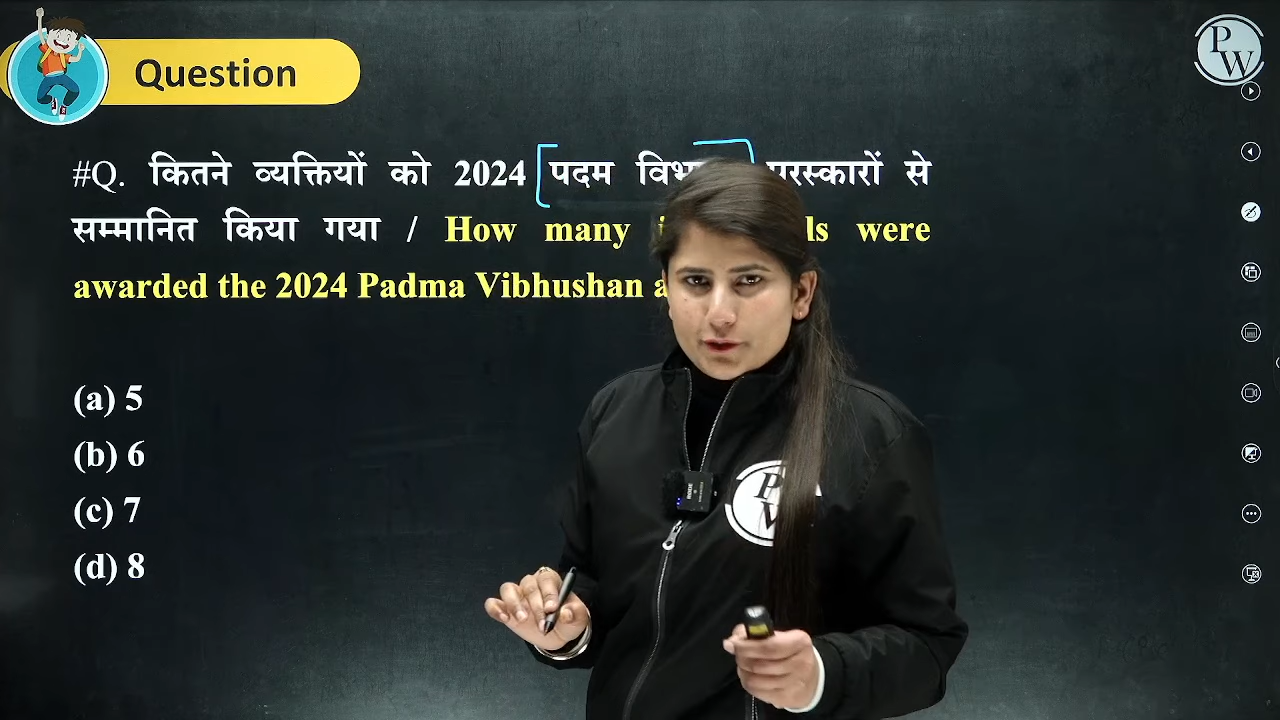 Question
PW
#Q. कितने व्यक्तियों को 2024 पदम से
सम्मानित किया गया / How many were
awarded the 2024 Padma Vibhushan
(a) 5
(b) 6
(c) 7
(d) 8